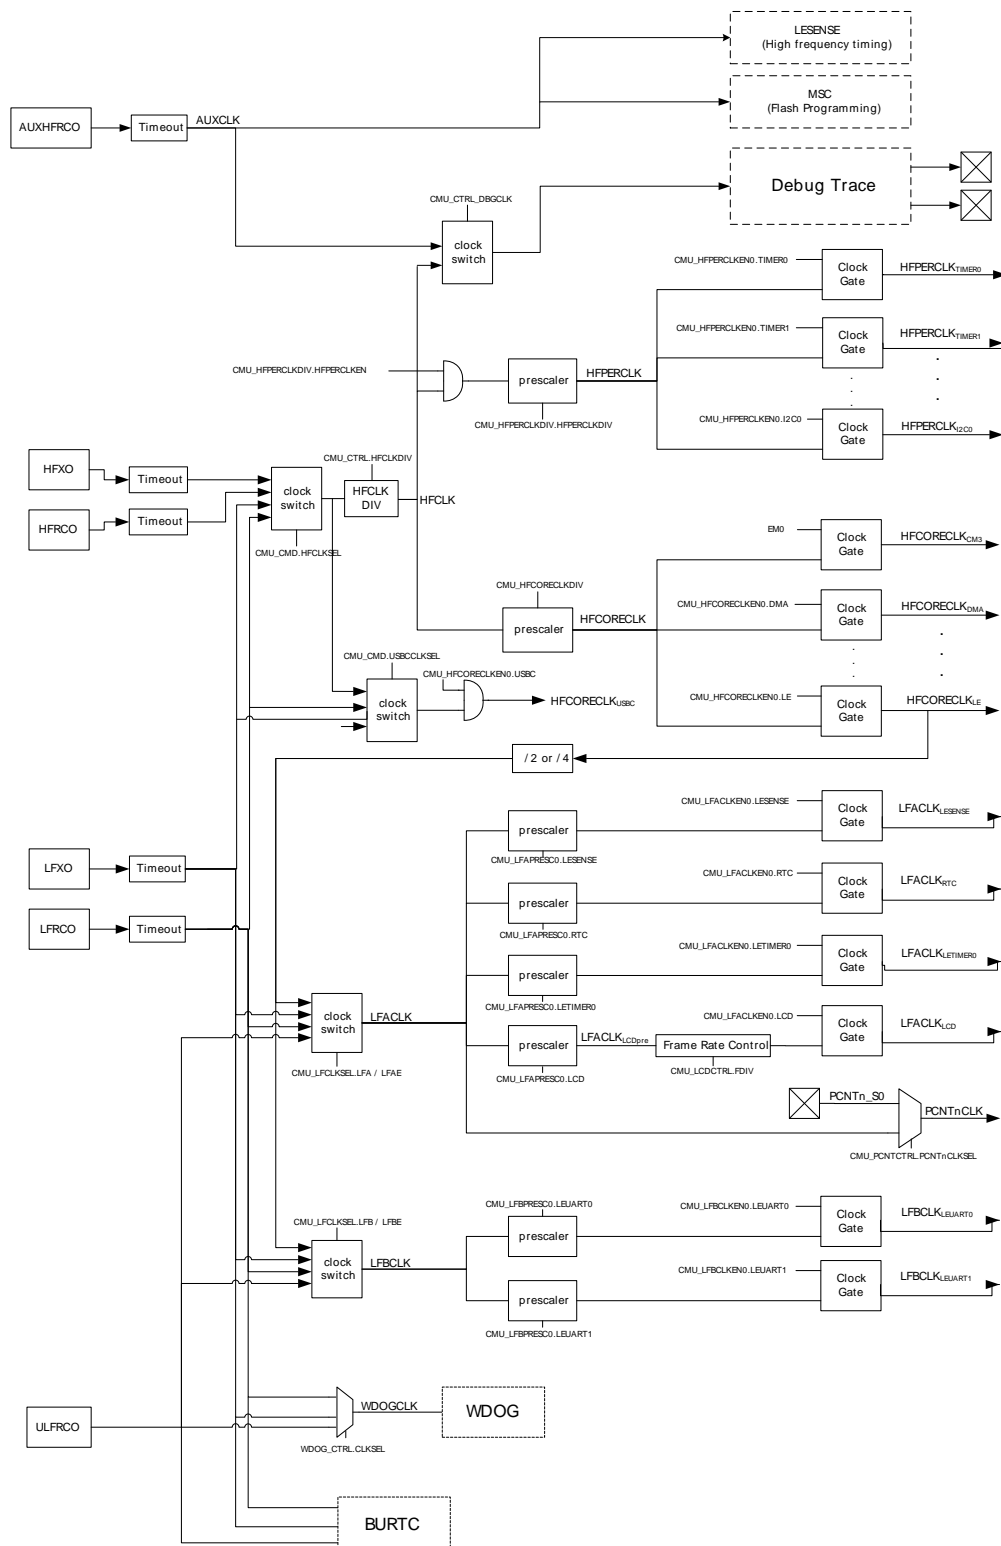 LESENSE
(High frequency timing)
MSC
(Flash Programming)
AUXHFRCO
Timeout
AUXCLK
Debug Trace
CMU_CTRL_DBGCLK
clock
switch
CMU_HFPERCLKEN0.TIMER0
Clock
Gate
HFPERCLKTIMER0
CMU_HFPERCLKEN0.TIMER1
Clock
Gate
HFPERCLKTIMER1
CMU_HFPERCLKDIV.HFPERCLKEN
prescaler
HFPERCLK
CMU_HFPERCLKDIV.HFPERCLKDIV
CMU_HFPERCLKEN0.I2C0
Clock
Gate
HFPERCLKI2C0
HFXO
Timeout
HFRCO
Timeout
clock
switch
CMU_CMD.HFCLKSEL
CMU_CTRL.HFCLKDIV
HFCLK
DIV
HFCLK
EM0
Clock
Gate
HFCORECLKCM3
CMU_HFCORECLKDIV
prescaler
HFCORECLK
CMU_HFCORECLKEN0.DMA
Clock
Gate
HFCORECLKDMA
CMU_CMD.USBCCLKSEL
clock
switch
CMU_HFCORECLKEN0.USBC
HFCORECLKUSBC
CMU_HFCORECLKEN0.LE
Clock
Gate
HFCORECLKLE
/ 2 or / 4
CMU_LFACLKEN0.LESENSE
prescaler
CMU_LFAPRESC0.LESENSE
Clock
Gate
LFACLKLESENSE
LFXO
Timeout
CMU_LFACLKEN0.RTC
prescaler
CMU_LFAPRESC0.RTC
Clock
Gate
LFACLKRTC
LFRCO
Timeout
CMU_LFACLKEN0.LETIMER0
prescaler
CMU_LFAPRESC0.LETIMER0
Clock
Gate
LFACLKLETIMER0
clock
switch
LFACLK
CMU_LFCLKSEL.LFA / LFAE
CMU_LFACLKEN0.LCD
prescaler
CMU_LFAPRESC0.LCD
LFACLKLCDpre
Frame Rate Control
CMU_LCDCTRL.FDIV
Clock
Gate
LFACLKLCD
PCNTn_S0
PCNTnCLK
CMU_PCNTCTRL.PCNTnCLKSEL
CMU_LFCLKSEL.LFB / LFBE
clock
switch
LFBCLK
CMU_LFBPRESC0.LEUART0
prescaler
CMU_LFBCLKEN0.LEUART0
Clock
Gate
LFBCLKLEUART0
prescaler
CMU_LFBPRESC0.LEUART1
CMU_LFBCLKEN0.LEUART1
Clock
Gate
LFBCLKLEUART1
ULFRCO
WDOGCLK
WDOG
WDOG_CTRL.CLKSEL
BURTC